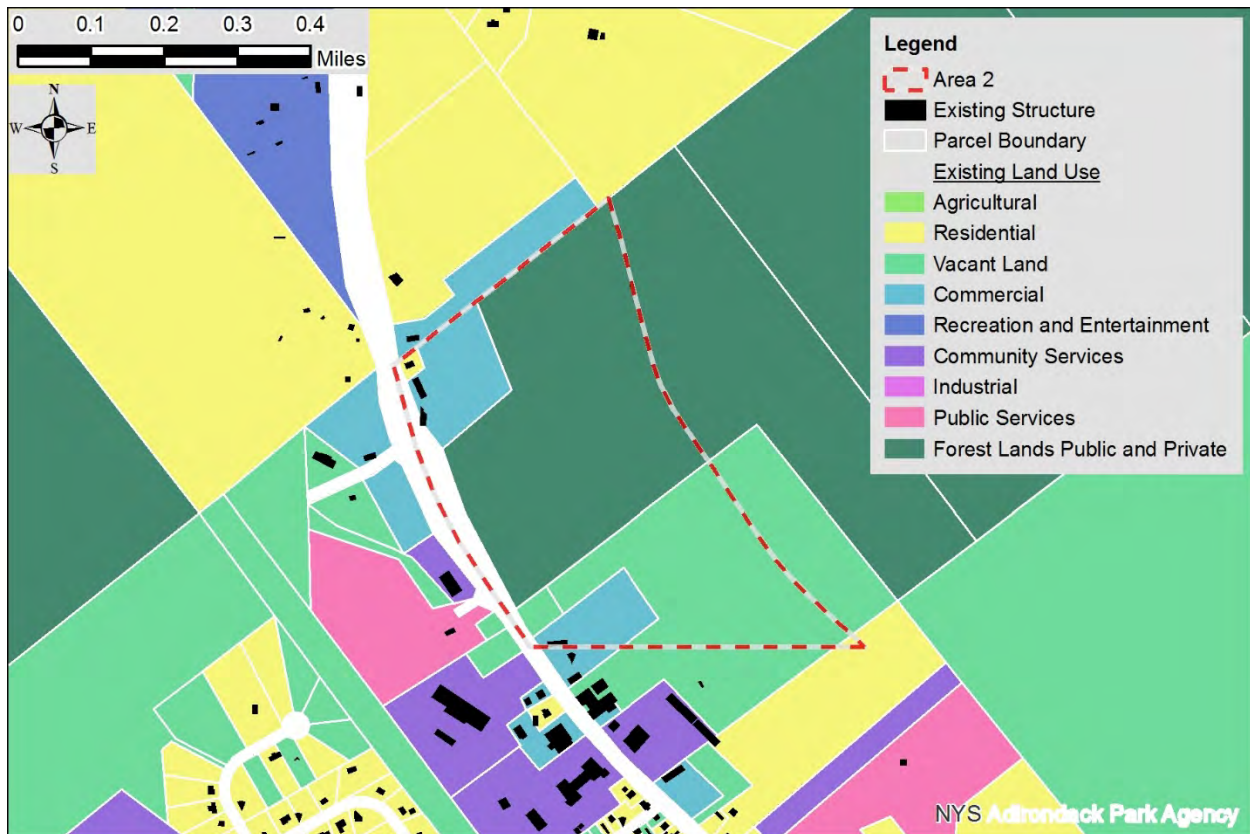 0 0.1 0.2 0.3 0.4
Miles
N
W E
S
Legend
Area 2
Existing Structure
Parcel Boundary
Existing Land Use
Agricultural
Residential
Vacant Land
Commercial
Recreation and Entertainment
Community Services
Industrial
Public Services
Forest Lands Public and Private
NYS Adirondack Park Agency